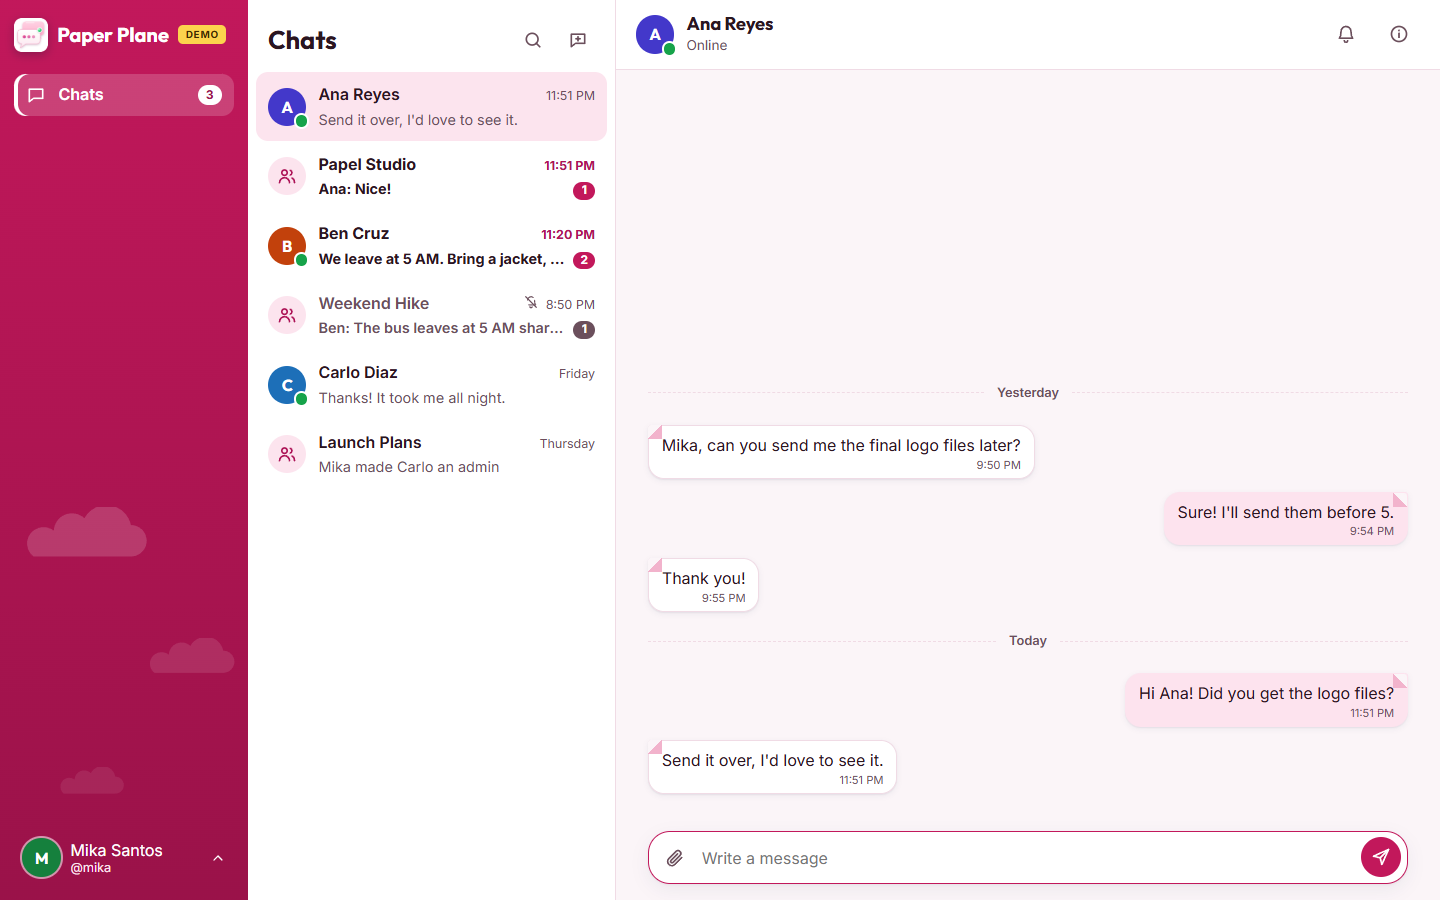 Paper Plane DEMO
Chats 3
M Mika Santos
@mika
Chats
A Ana Reyes 11:51 PM
Send it over, I'd love to see it.
Papel Studio 11:51 PM
Ana: Nice! 1
B Ben Cruz 11:20 PM
We leave at 5 AM. Bring a jacket, ... 2
Weekend Hike 8:50 PM
Ben: The bus leaves at 5 AM shar... 1
C Carlo Diaz Friday
Thanks! It took me all night.
Launch Plans Thursday
Mika made Carlo an admin
A Ana Reyes
Online
Yesterday
Mika, can you send me the final logo files later?
9:50 PM
Sure! I'll send them before 5.
9:54 PM
Thank you!
9:55 PM
Today
Hi Ana! Did you get the logo files?
11:51 PM
Send it over, I'd love to see it.
11:51 PM
Write a message